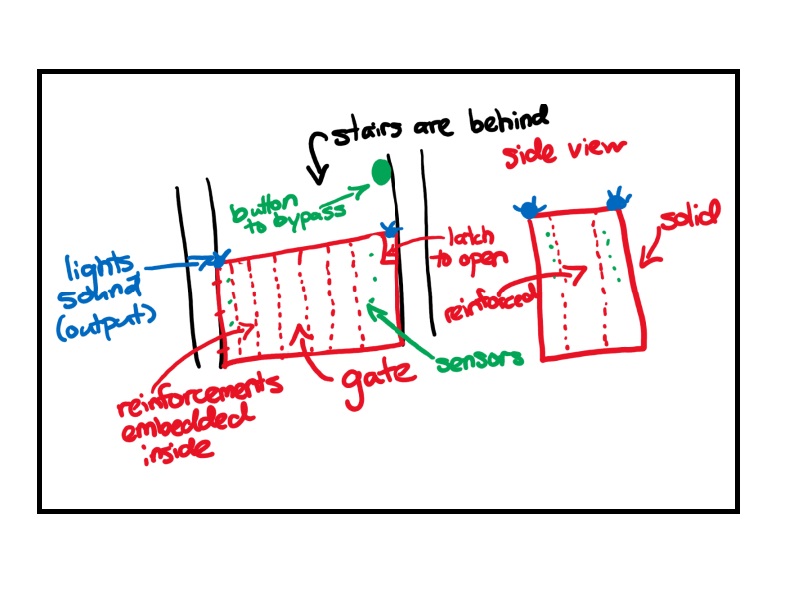 stairs are behind
side view
button
to bypass
solid
latch
to open
lights
sound
(output)
reinforced
sensors
gate
reinforcements
embedded
inside